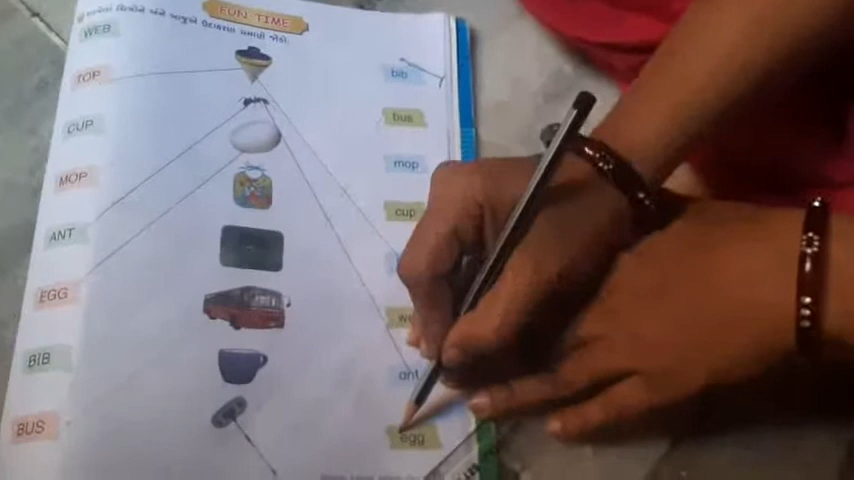 FUN TIME
WEB
TOP
CUP
MOP
ANT
EGG
BIB
BUS
bib
bus
mop
cup
ant
egg